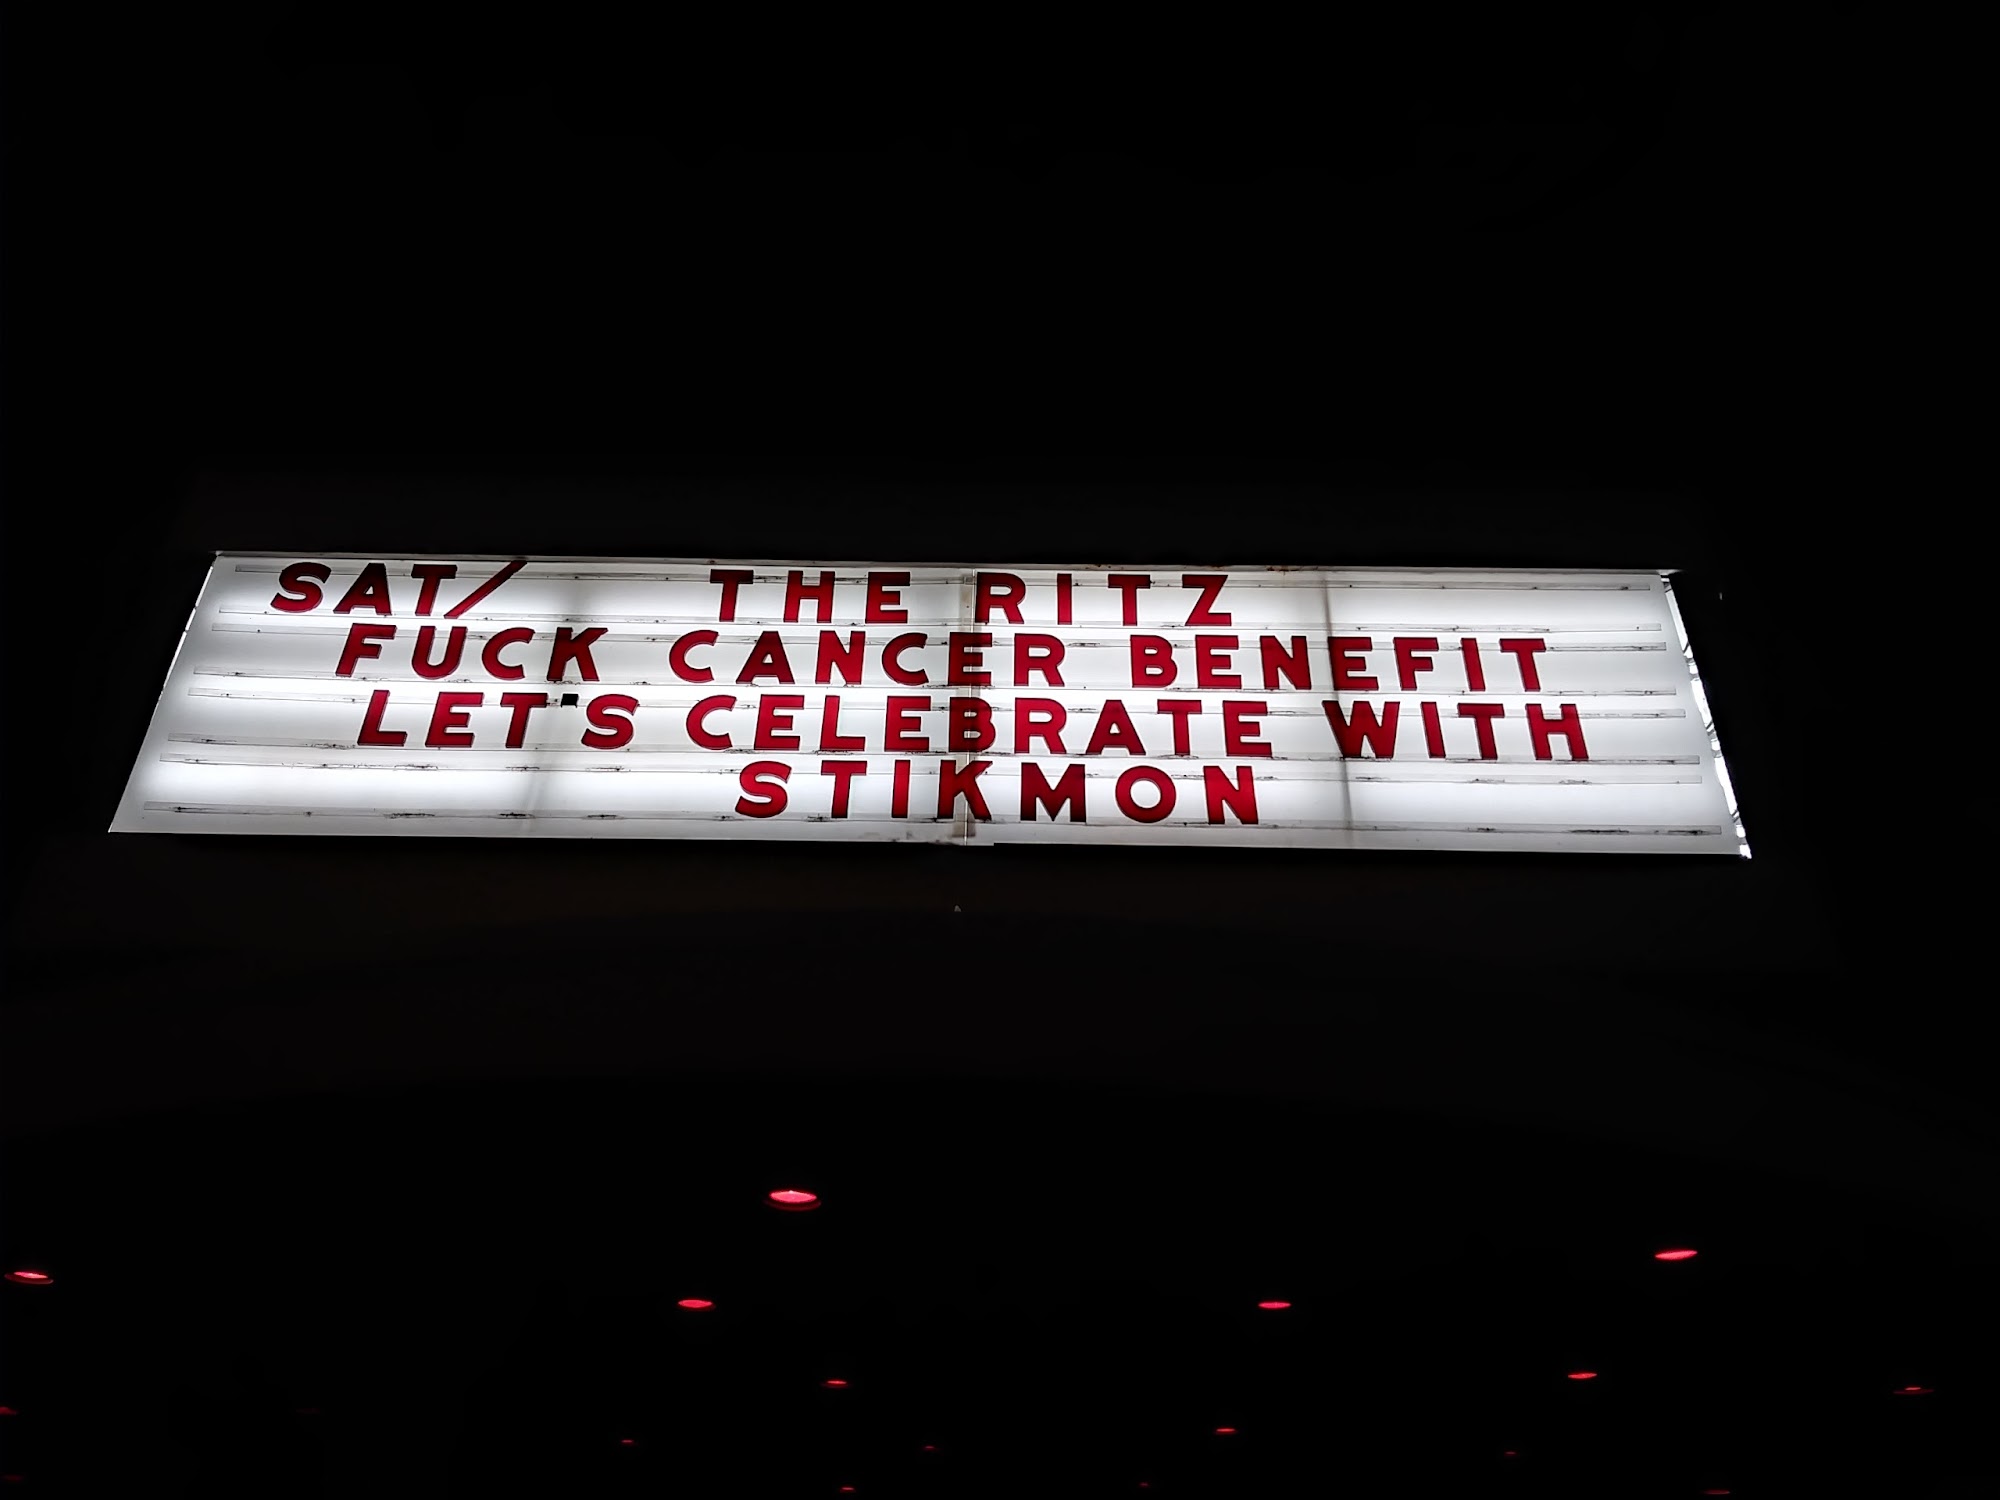 SAT/ THE RITZ
FUCK CANCER BENEFIT
LET'S CELEBRATE WITH
STIKMON